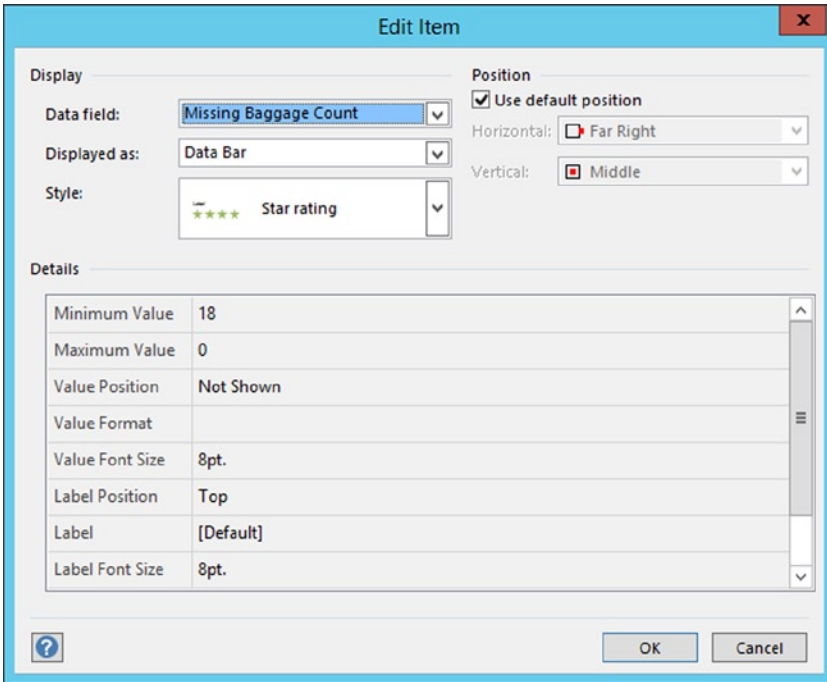 Edit Item
x
Display
Data field: Missing Baggage Count
Displayed as: Data Bar
Style: Star rating
Position
Use default position
Horizontal: Far Right
Vertical: Middle
Details
Minimum Value 18
Maximum Value 0
Value Position Not Shown
Value Format
Value Font Size 8pt.
Label Position Top
Label [Default]
Label Font Size 8pt.
?
OK Cancel